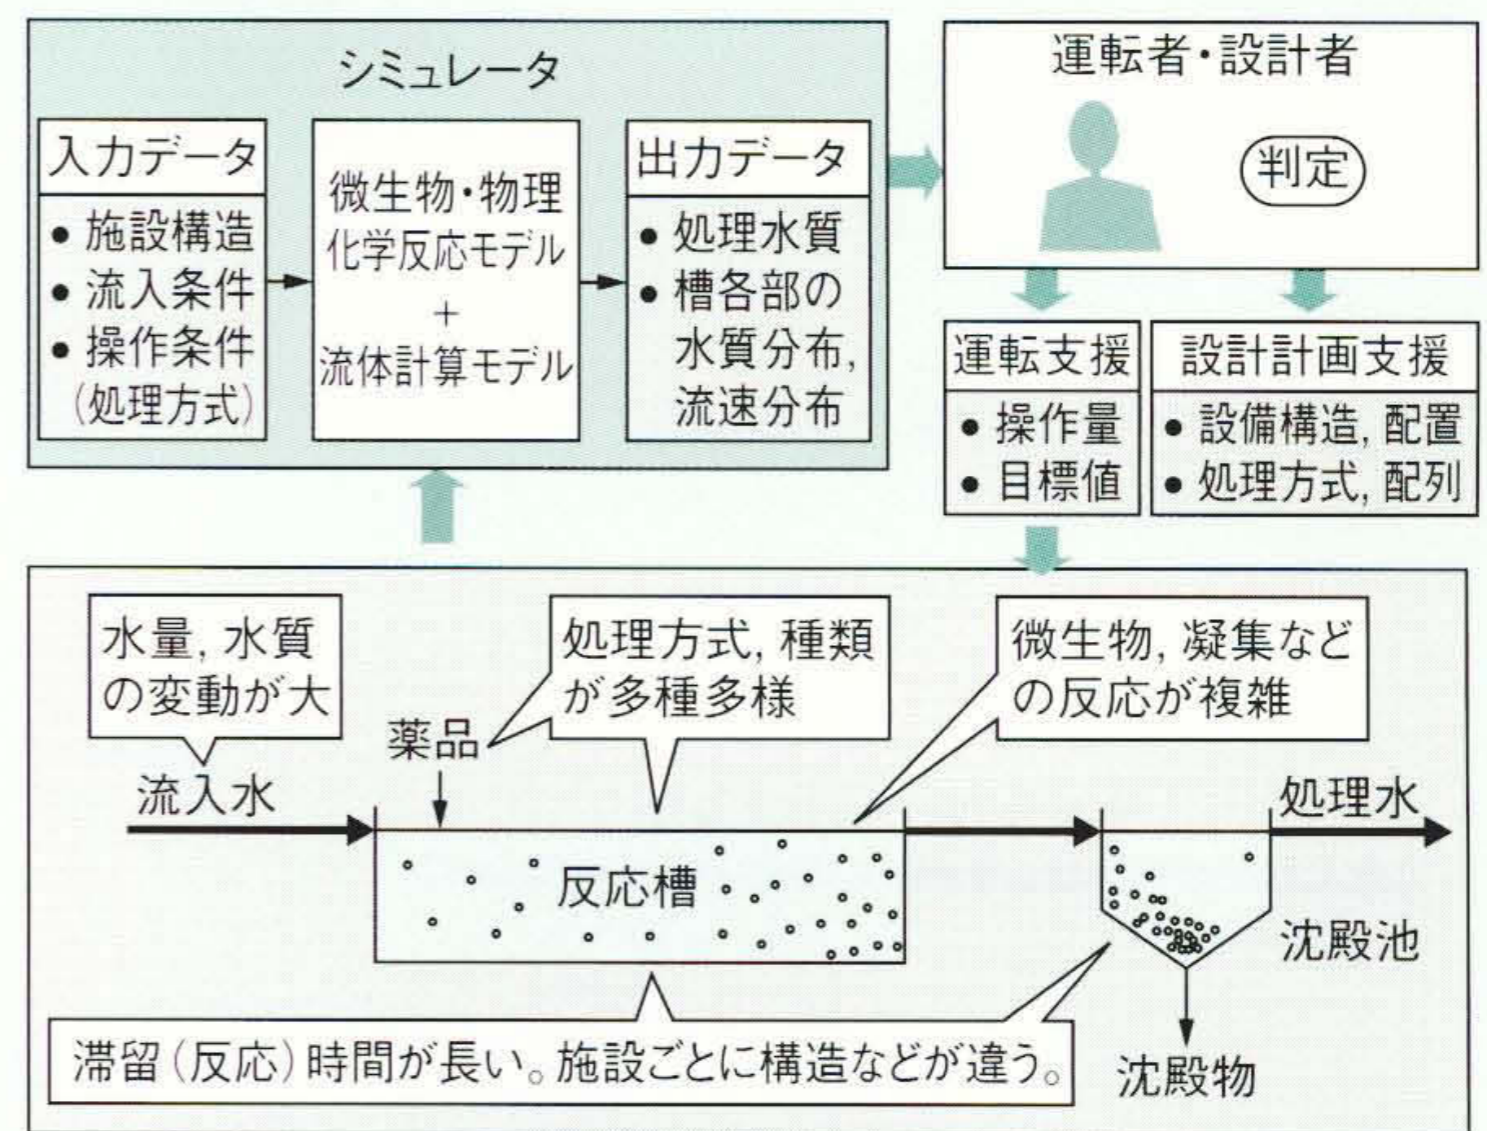 シミュレータ
入力データ
● 施設構造
● 流入条件
● 操作条件
（処理方式）
微生物・物理
化学反応モデル
+
流体計算モデル
出力データ
● 処理水質
● 槽各部の
水質分布,
流速分布
運転者・設計者
判定
運転支援
● 操作量
● 目標値
設計計画支援
● 設備構造, 配置
● 処理方式, 配列
水量, 水質
の変動が大
処理方式, 種類
が多種多様
微生物, 凝集など
の反応が複雑
薬品
流入水
処理水
反応槽
沈殿池
滞留（反応）時間が長い。施設ごとに構造などが違う。
沈殿物